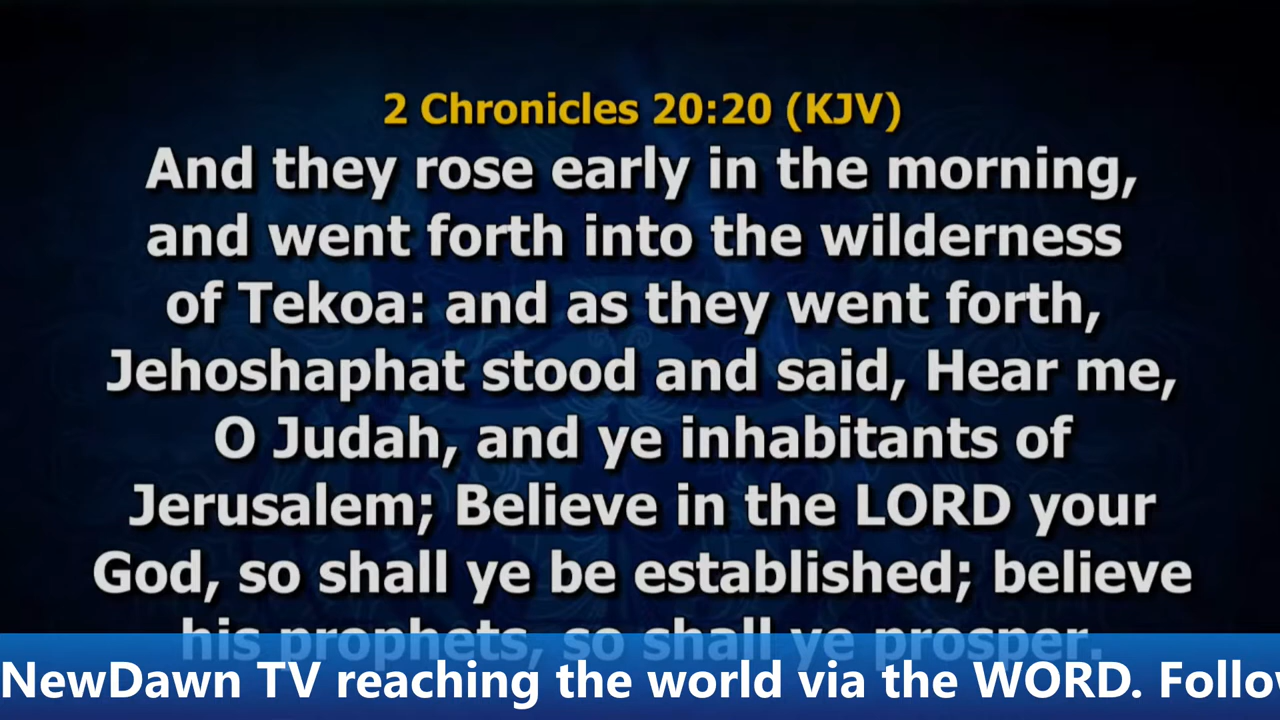 2 Chronicles 20:20 (KJV)
And they rose early in the morning,
and went forth into the wilderness
of Tekoa: and as they went forth,
Jehoshaphat stood and said, Hear me,
O Judah, and ye inhabitants of
Jerusalem; Believe in the LORD your
God, so shall ye be established; believe
his prophets, so shall ye prosper.
NewDawn TV reaching the world via the WORD. Follow